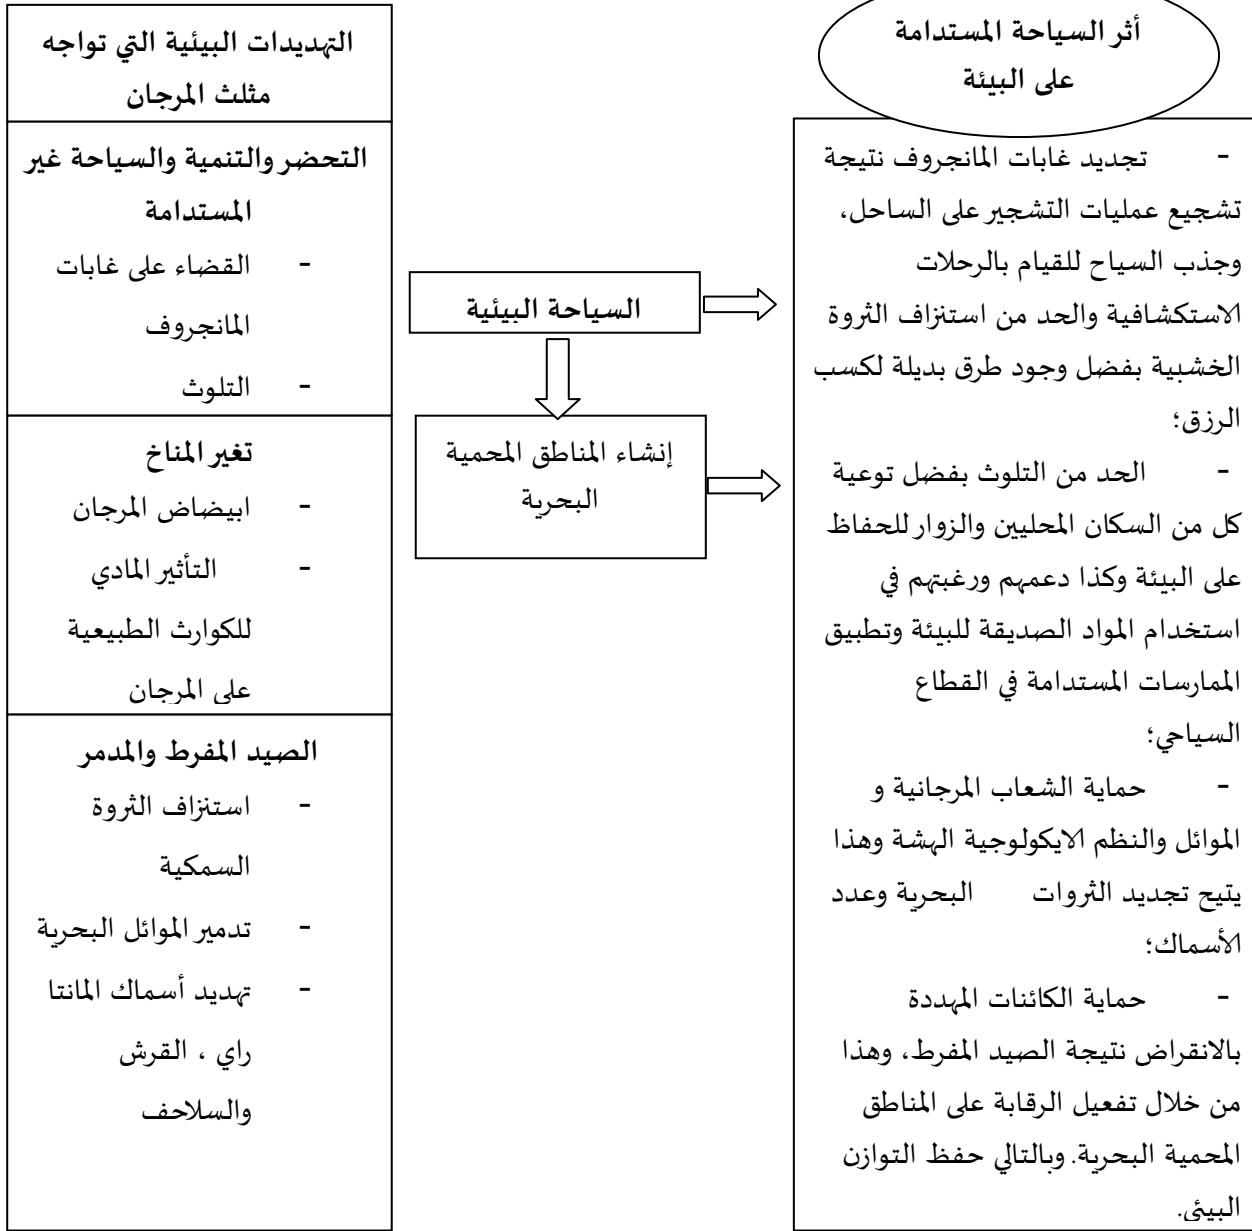 أثر السياحة المستدامة
على البيئة
- تجديد غابات المانجروف نتيجة
تشجيع عمليات التشجير على الساحل،
وجذب السياح للقيام بالرحلات
الاستكشافية والحد من استنزاف الثروة
الخشبية بفضل وجود طرق بديلة لكسب
الرزق؛
- الحد من التلوث بفضل توعية
كل من السكان المحليين والزوار للحفاظ
على البيئة وكذا دعمهم ورغبتهم في
استخدام المواد الصديقة للبيئة وتطبيق
الممارسات المستدامة في القطاع
السياحي؛
- حماية الشعاب المرجانية و
الموائل والنظم الايكولوجية الهشة وهذا
يتيح تجديد الثروات البحرية وعدد
الأسماك؛
- حماية الكائنات المهددة
بالانقراض نتيجة الصيد المفرط، وهذا
من خلال تفعيل الرقابة على المناطق
المحمية البحرية. وبالتالي حفظ التوازن
البيئي.
السياحة البيئية
إنشاء المناطق المحمية
البحرية
التهديدات البيئية التي تواجه
مثلث المرجان
التحضر والتنمية والسياحة غير
المستدامة
- القضاء على غابات
المانجروف
- التلوث
تغير المناخ
- ابيضاض المرجان
- التأثير المادي
للكوارث الطبيعية
على المرجان
الصيد المفرط والمدمر
- استنزاف الثروة
السمكية
- تدمير الموائل البحرية
- تهديد أسماك المانتا
راي ، القرش
والسلاحف